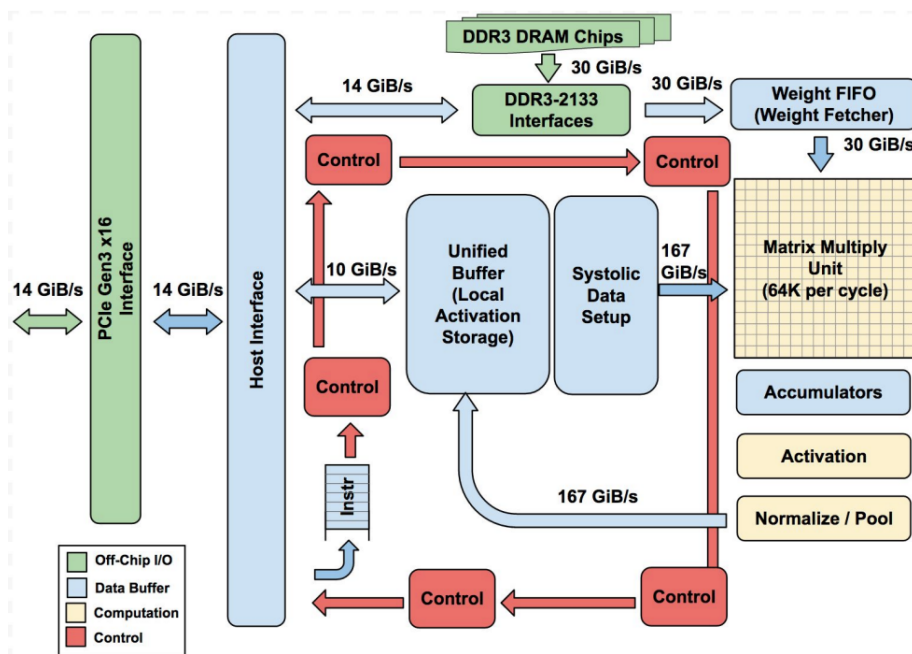 DDR3 DRAM Chips
30 GiB/s
14 GiB/s
DDR3-2133
Interfaces
30 GiB/s
Weight FIFO
(Weight Fetcher)
30 GiB/s
Control
Control
PCIe Gen3 x16
Interface
Host Interface
14 GiB/s
14 GiB/s
10 GiB/s
Unified
Buffer
(Local
Activation
Storage)
Systolic
Data
Setup
167
GiB/s
Matrix Multiply
Unit
(64K per cycle)
Control
Accumulators
Activation
Instr
167 GiB/s
Normalize / Pool
Control
Control
Off-Chip I/O
Data Buffer
Computation
Control